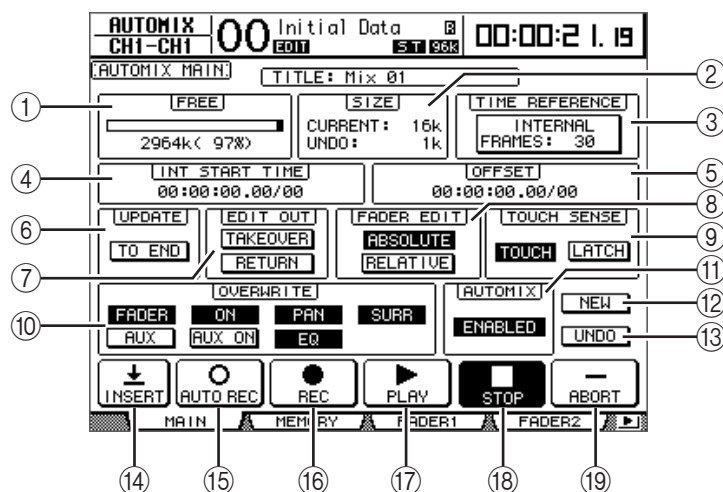 AUTOMIX 00 Initial Data R 00:00:21.19
CH1-CH1 EDIT ST 96K
AUTOMIX MAIN TITLE: Mix 01
① FREE SIZE ② TIME REFERENCE ③
CURRENT: 16k INTERNAL
2964k( 97%) UNDO: 1k FRAMES: 30
④ INT START TIME OFFSET ⑤
00:00:00.00/00 00:00:00.00/00
⑥ UPDATE EDIT OUT FADER EDIT ⑧ TOUCH SENSE ⑨
TAKEOVER ABSOLUTE
TO END TOUCH LATCH
⑦ RETURN RELATIVE
⑩ OVERWRITE AUTOMIX ⑪
NEW ⑫
FADER ON PAN SURR ENABLED
AUX AUX ON EQ UNDO ⑬
INSERT AUTO REC REC PLAY STOP ABORT
MAIN MEMORY FADER1 FADER2
⑭ ⑮ ⑯ ⑰ ⑱ ⑲